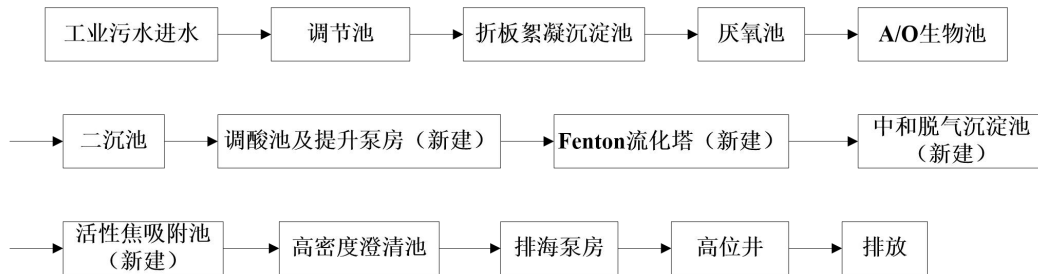 工业污水进水
调节池
折板絮凝沉淀池
厌氧池
A/O生物池
二沉池
调酸池及提升泵房（新建）
Fenton流化塔（新建）
中和脱气沉淀池
（新建）
活性焦吸附池
（新建）
高密度澄清池
排海泵房
高位井
排放